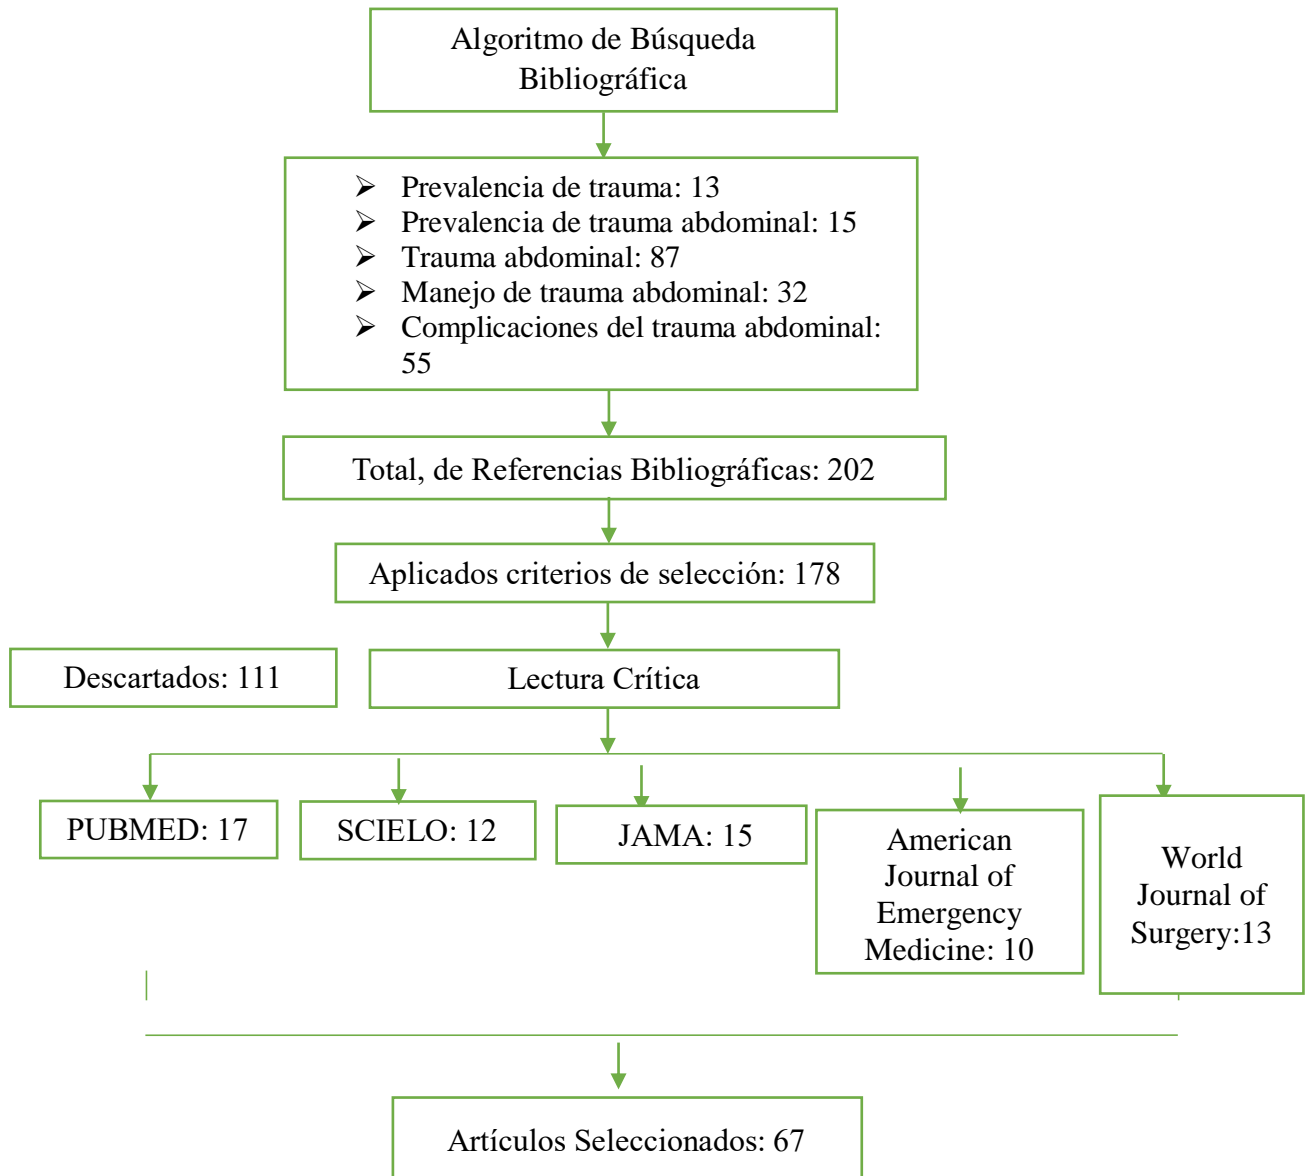 Algoritmo de Búsqueda
Bibliográfica
➢ Prevalencia de trauma: 13
➢ Prevalencia de trauma abdominal: 15
➢ Trauma abdominal: 87
➢ Manejo de trauma abdominal: 32
➢ Complicaciones del trauma abdominal:
55
Total, de Referencias Bibliográficas: 202
Aplicados criterios de selección: 178
Descartados: 111
Lectura Crítica
PUBMED: 17
SCIELO: 12
JAMA: 15
American
Journal of
Emergency
Medicine: 10
World
Journal of
Surgery:13
Artículos Seleccionados: 67